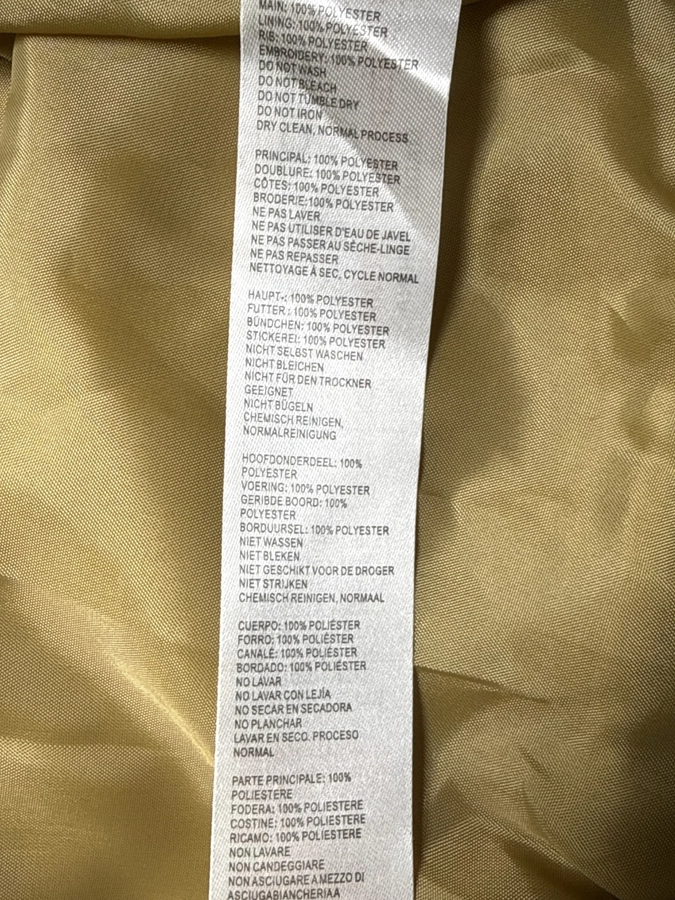 MAIN: 100% POLYESTER
LINING: 100% POLYESTER
RIB: 100% POLYESTER
EMBROIDERY: 100% POLYESTER
DO NOT WASH
DO NOT BLEACH
DO NOT TUMBLE DRY
DO NOT IRON
DRY CLEAN, NORMAL PROCESS
PRINCIPAL: 100% POLYESTER
DOUBLURE: 100% POLYESTER
CÔTES: 100% POLYESTER
BRODERIE:100% POLYESTER
NE PAS LAVER
NE PAS UTILISER D'EAU DE JAVEL
NE PAS PASSER AU SÈCHE-LINGE
NE PAS REPASSER
NETTOYAGE À SEC, CYCLE NORMAL
HAUPT-: 100% POLYESTER
FUTTER : 100% POLYESTER
BÜNDCHEN: 100% POLYESTER
STICKEREI: 100% POLYESTER
NICHT SELBST WASCHEN
NICHT BLEICHEN
NICHT FÜR DEN TROCKNER
GEEIGNET
NICHT BÜGELN
CHEMISCH REINIGEN,
NORMALREINIGUNG
HOOFDONDERDEEL: 100%
POLYESTER
VOERING: 100% POLYESTER
GERIBDE BOORD: 100%
POLYESTER
BORDUURSEL: 100% POLYESTER
NIET WASSEN
NIET BLEKEN
NIET GESCHIKT VOOR DE DROGER
NIET STRIJKEN
CHEMISCH REINIGEN, NORMAAL
CUERPO: 100% POLIÉSTER
FORRO: 100% POLIÉSTER
CANALÉ: 100% POLIÉSTER
BORDADO: 100% POLIÉSTER
NO LAVAR
NO LAVAR CON LEJÍA
NO SECAR EN SECADORA
NO PLANCHAR
LAVAR EN SECO. PROCESO
NORMAL
PARTE PRINCIPALE: 100%
POLIESTERE
FODERA: 100% POLIESTERE
COSTINE: 100% POLIESTERE
RICAMO: 100% POLIESTERE
NON LAVARE
NON CANDEGGIARE
NON ASCIUGARE A MEZZO DI
ASCIUGABIANCHERIAA